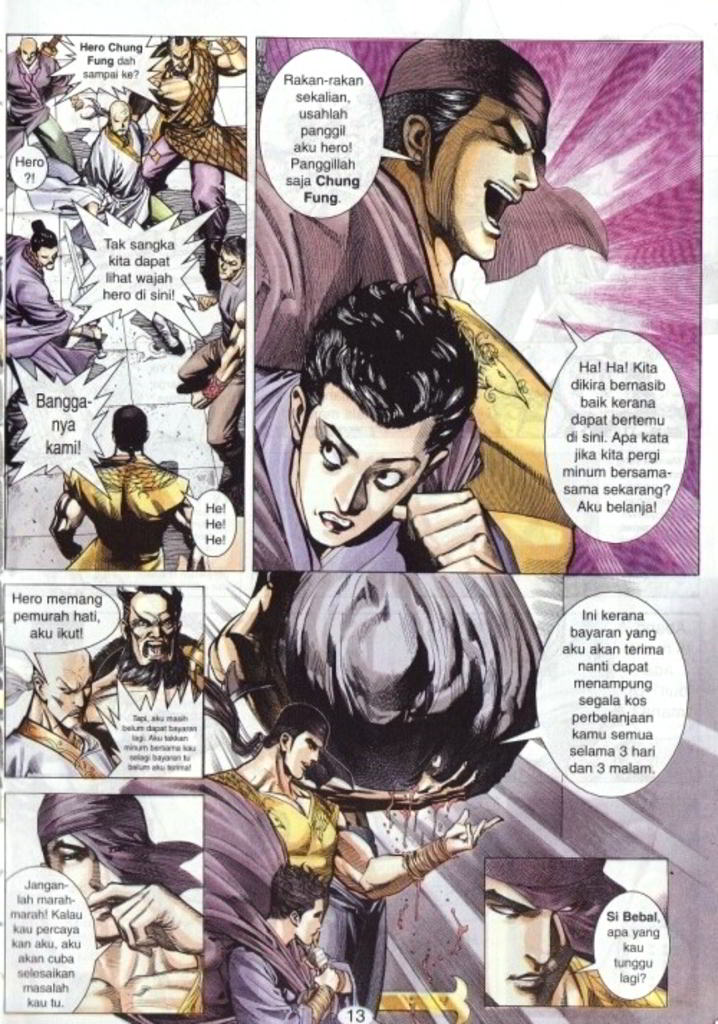 Hero Chung
Fung dah
sampai ke?
Hero
?!
Tak sangka
kita dapat
lihat wajah
hero di sini!
Bangga-
nya
kami!
He!
He!
He!
Rakan-rakan
sekalian,
usahlah
panggil
aku hero!
Panggillah
saja Chung
Fung.
Ha! Ha! Kita
dikira bernasib
baik kerana
dapat bertemu
di sini. Apa kata
jika kita pergi
minum bersama-
sama sekarang?
Aku belanja!
Hero memang
pemurah hati,
aku ikut!
Tapi, aku masih
belum dapat bayaran
lagi. Aku takkan
minum bersama kau
selagi bayaran tu
belum aku terima!
Ini kerana
bayaran yang
aku akan terima
nanti dapat
menampung
segala kos
perbelanjaan
kamu semua
selama 3 hari
dan 3 malam.
Jangan-
lah marah-
marah! Kalau
kau percaya
kan aku, aku
akan cuba
selesaikan
masalah
kau tu.
Si Bebal,
apa yang
kau
tunggu
lagi?
13